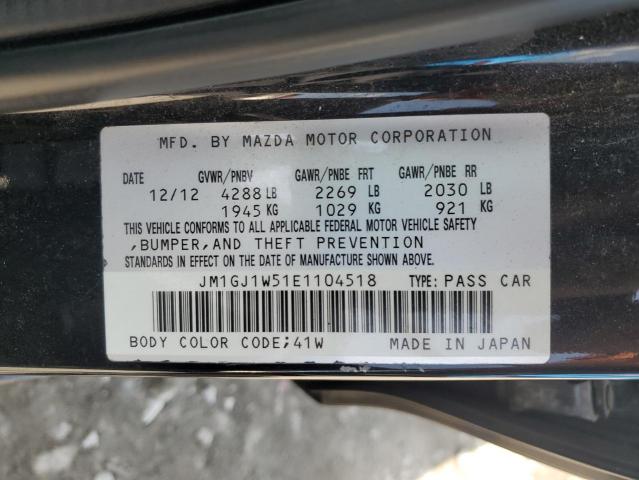 MFD. BY MAZDA MOTOR CORPORATION
DATE GVWR/PNBV GAWR/PNBE FRT GAWR/PNBE RR
12/12 4288 LB 2269 LB 2030 LB
1945 KG 1029 KG 921 KG
THIS VEHICLE CONFORMS TO ALL APPLICABLE FEDERAL MOTOR VEHICLE SAFETY
,BUMPER,AND THEFT PREVENTION
STANDARDS IN EFFECT ON THE DATE OF MANUFACTURE SHOWN ABOVE.
JM1GJ1W51E1104518 TYPE: PASS CAR
BODY COLOR CODE;41W MADE IN JAPAN